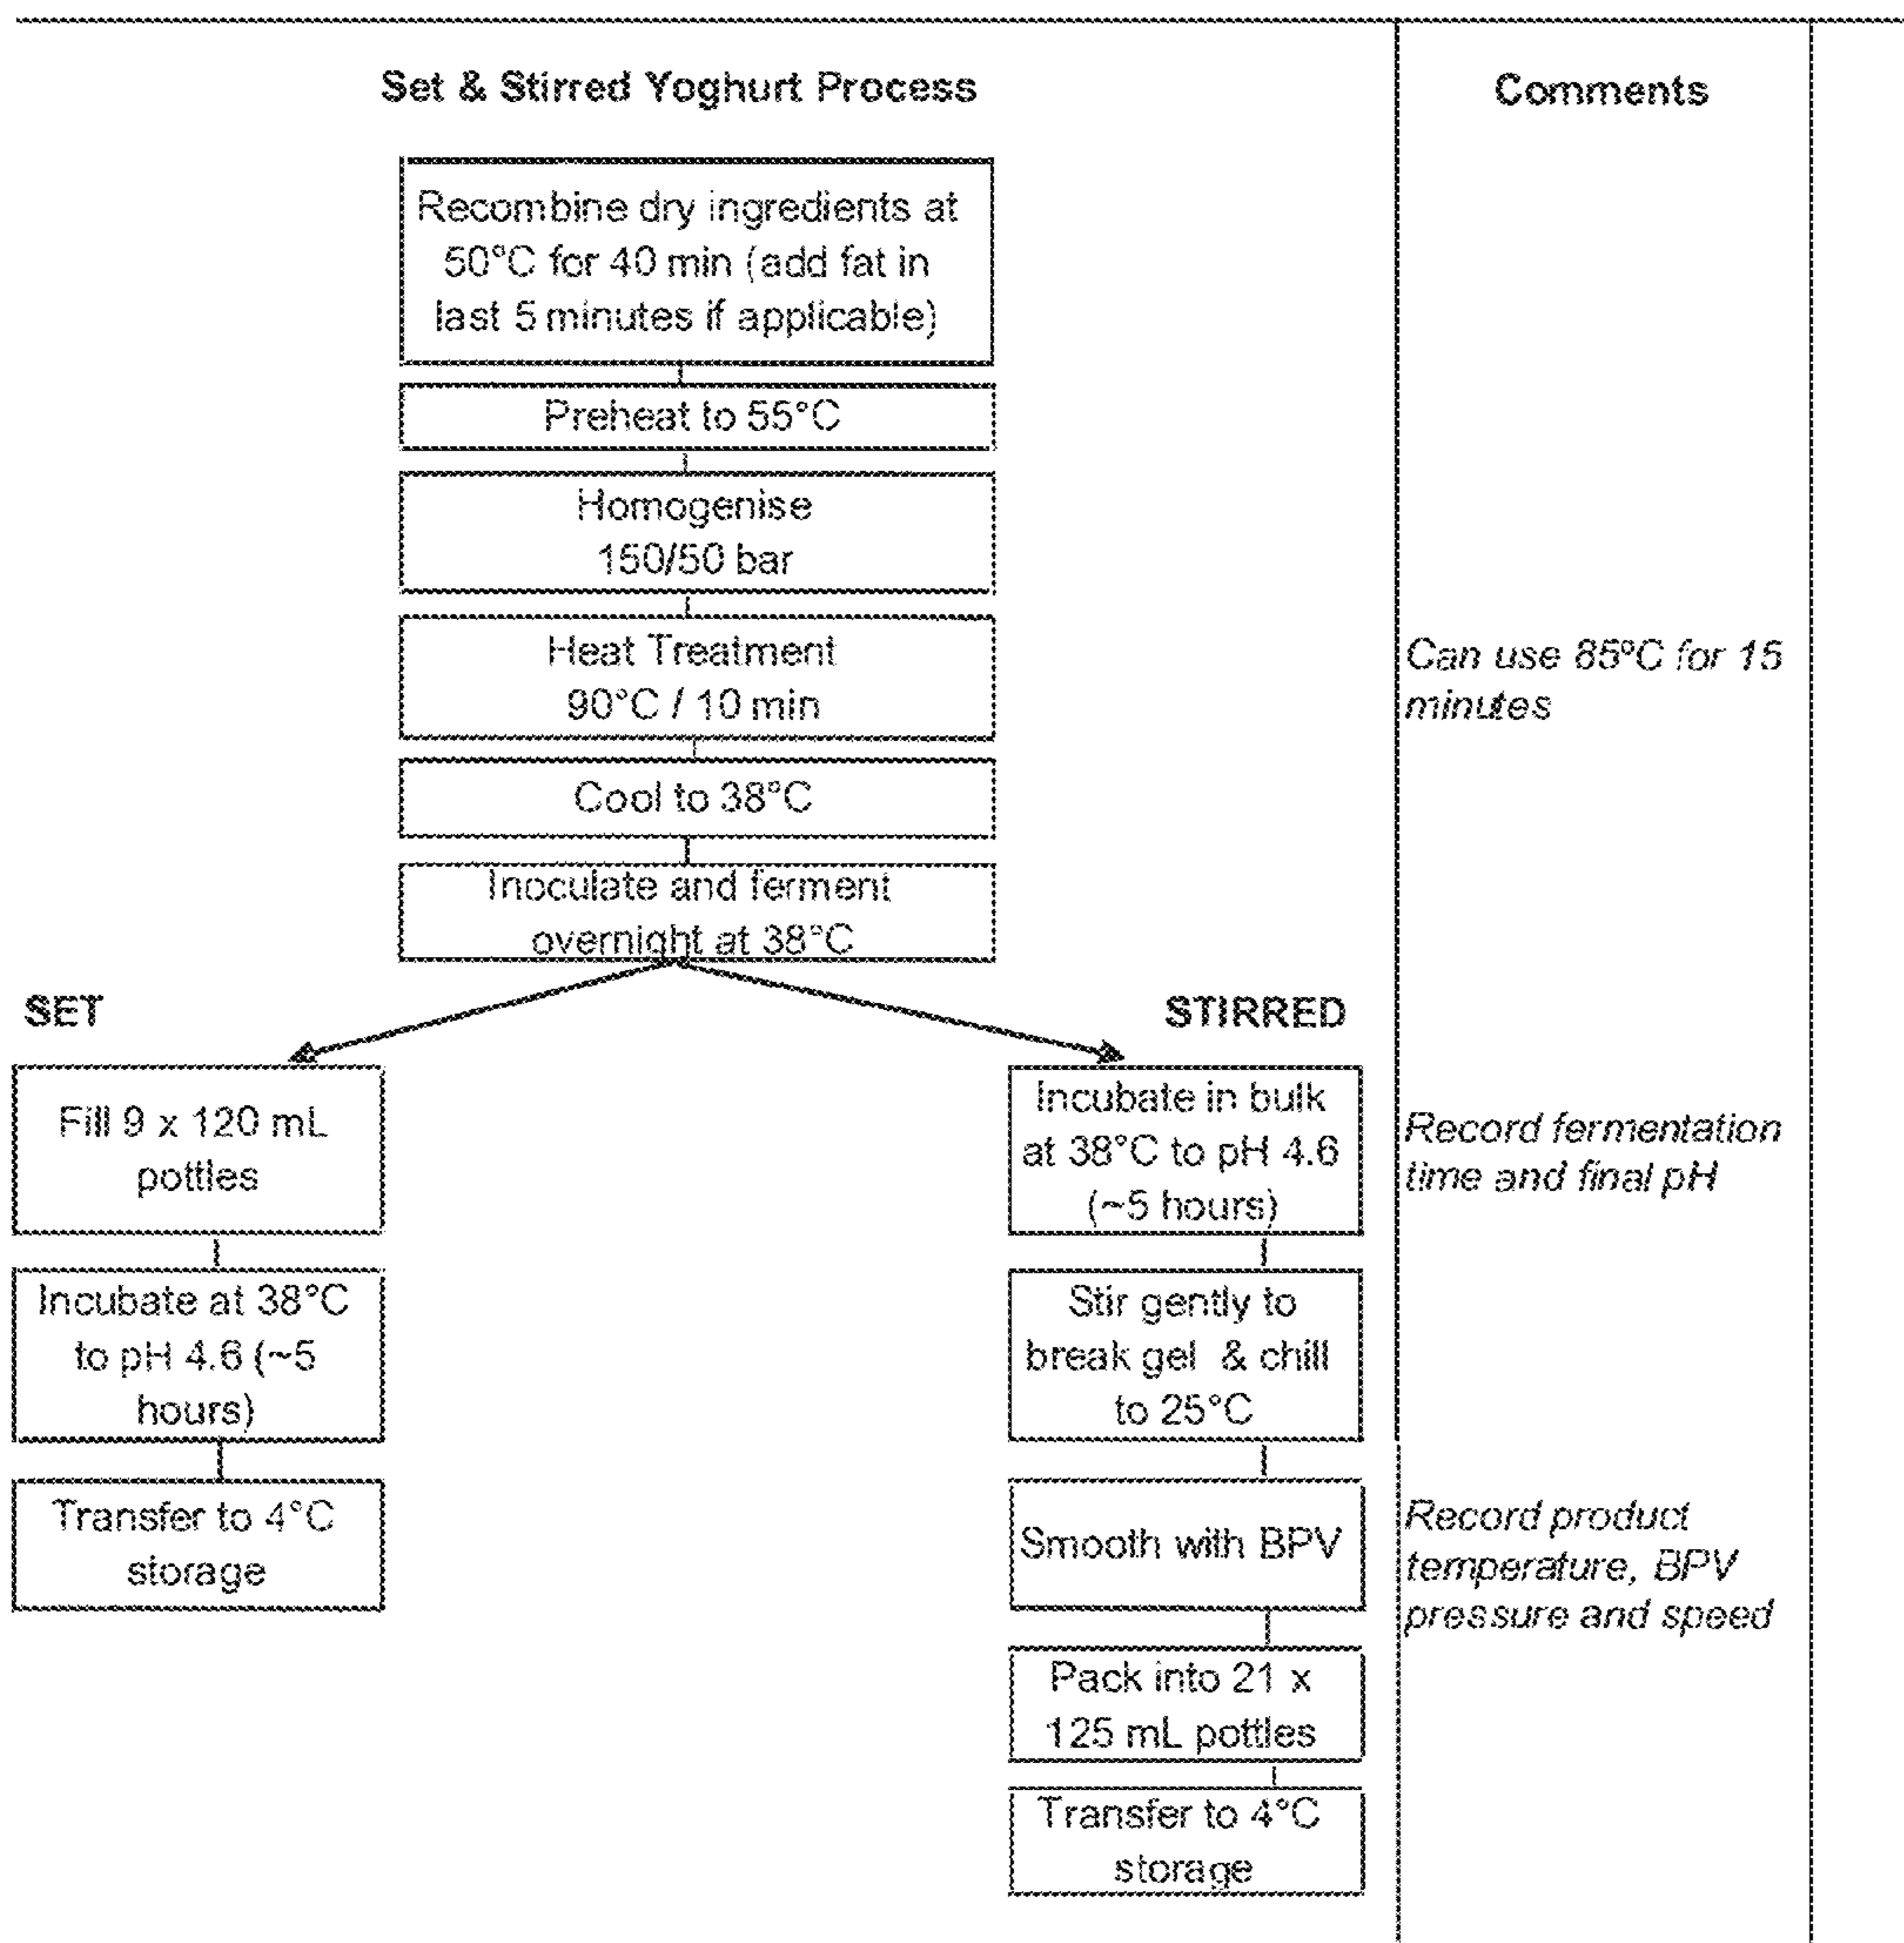 Set & Stirred Yoghurt Process
Comments
Recombine dry ingredients at
50°C for 40 min (add fat in
last 5 minutes if applicable)
Preheat to 55°C
Homogenise
150/50 bar
Heat Treatment
90°C / 10 min
Can use 85ºC for 15
minutes
Cool to 38°C
Inoculate and ferment
overnight at 38°C
SET
STIRRED
Fill 9 x 120 mL
pottles
Incubate at 38°C
to pH 4.6 (~5
hours)
Transfer to 4°C
storage
Incubate in bulk
at 38°C to pH 4.6
(~5 hours)
Record fermentation
time and final pH
Stir gently to
break gel & chill
to 25°C
Smooth with BPV
Record product
temperature, BPV
pressure and speed
Pack into 21 x
125 mL pottles
Transfer to 4°C
storage